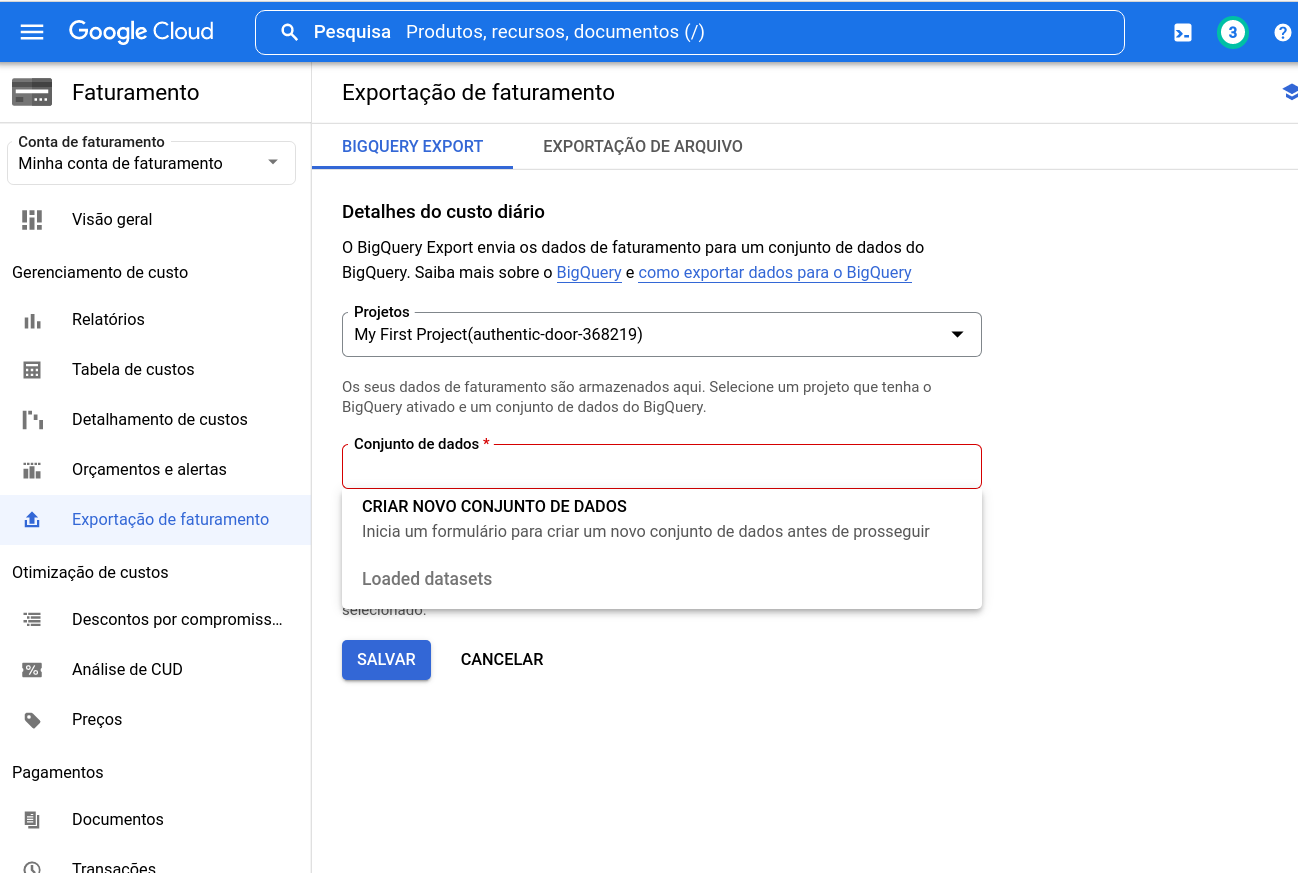 Google Cloud
Pesquisa Produtos, recursos, documentos (/)
3
?
Faturamento
Conta de faturamento
Minha conta de faturamento
Visão geral
Gerenciamento de custo
Relatórios
Tabela de custos
Detalhamento de custos
Orçamentos e alertas
Exportação de faturamento
Otimização de custos
Descontos por compromiss...
Análise de CUD
Preços
Pagamentos
Documentos
Transações
Exportação de faturamento
BIGQUERY EXPORT
EXPORTAÇÃO DE ARQUIVO
Detalhes do custo diário
O BigQuery Export envia os dados de faturamento para um conjunto de dados do
BigQuery. Saiba mais sobre o BigQuery e como exportar dados para o BigQuery
Projetos
My First Project(authentic-door-368219)
Os seus dados de faturamento são armazenados aqui. Selecione um projeto que tenha o
BigQuery ativado e um conjunto de dados do BigQuery.
Conjunto de dados *
CRIAR NOVO CONJUNTO DE DADOS
Inicia um formulário para criar um novo conjunto de dados antes de prosseguir
Loaded datasets
selecionado.
SALVAR
CANCELAR